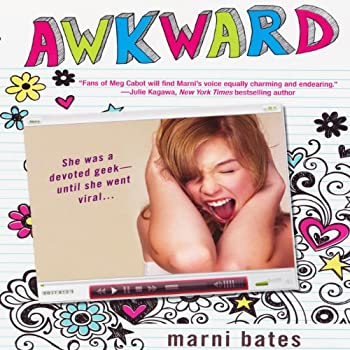 AWKWARD
"Fans of Meg Cabot will find Marni's voice equally charming and endearing."
—Julie Kagawa, New York Times bestselling author
She was a
devoted geek—
until she went
viral...
marni bates